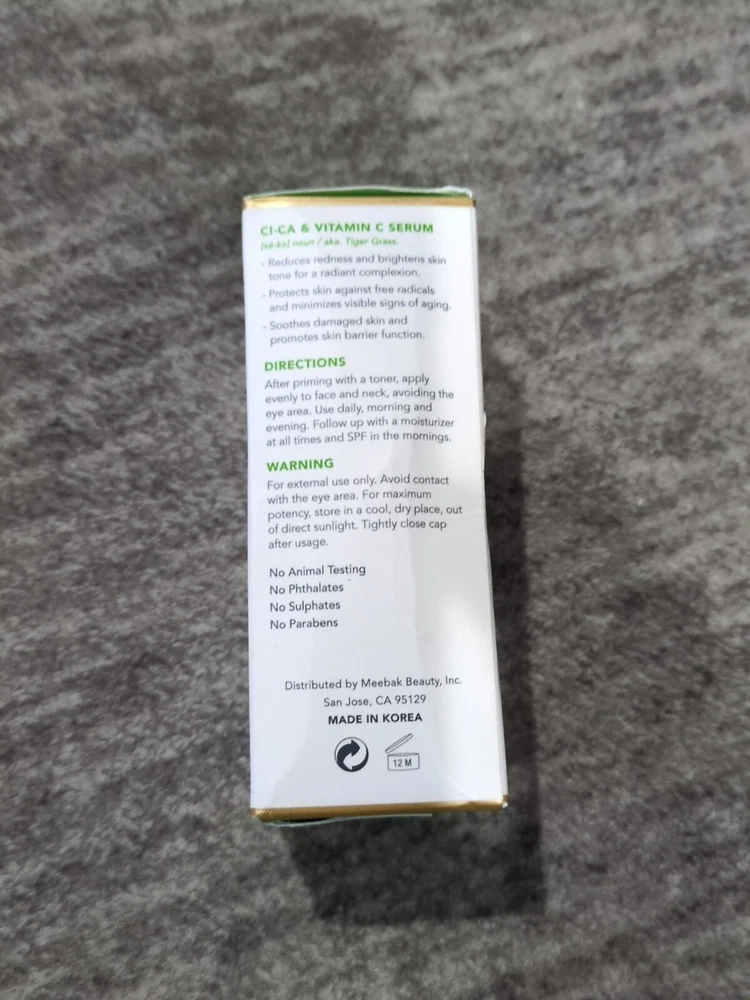 CI-CA & VITAMIN C SERUM
[sē-ka] noun / aka. Tiger Grass
- Reduces redness and brightens skin
tone for a radiant complexion.
- Protects skin against free radicals
and minimizes visible signs of aging.
- Soothes damaged skin and
promotes skin barrier function.
DIRECTIONS
After priming with a toner, apply
evenly to face and neck, avoiding the
eye area. Use daily, morning and
evening. Follow up with a moisturizer
at all times and SPF in the mornings.
WARNING
For external use only. Avoid contact
with the eye area. For maximum
potency, store in a cool, dry place, out
of direct sunlight. Tightly close cap
after usage.
No Animal Testing
No Phthalates
No Sulphates
No Parabens
Distributed by Meebak Beauty, Inc.
San Jose, CA 95129
MADE IN KOREA
12 M